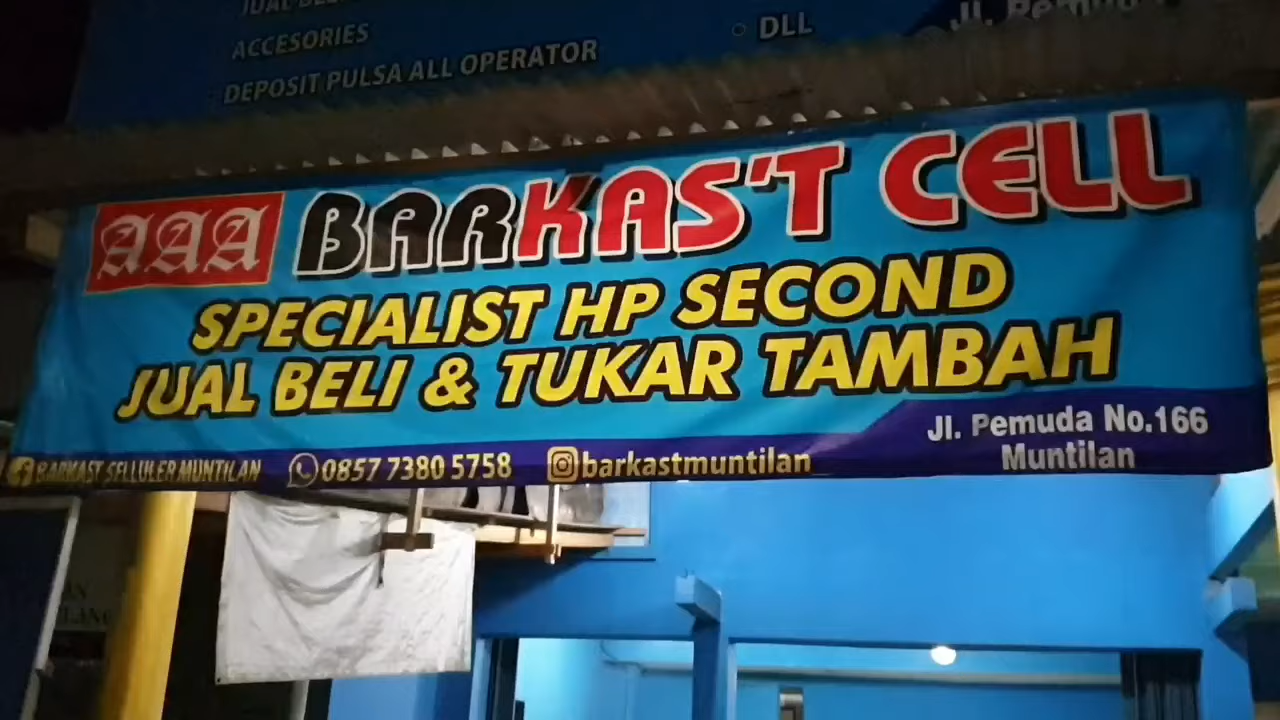 ACCESORIES
DEPOSIT PULSA ALL OPERATOR
DLL
Jl. Pemuda
AAA BARKAS'T CELL
SPECIALIST HP SECOND
JUAL BELI & TUKAR TAMBAH
Jl. Pemuda No.166
Muntilan
BARKAST SELLULER MUNTILAN 0857 7380 5758 barkastmuntilan